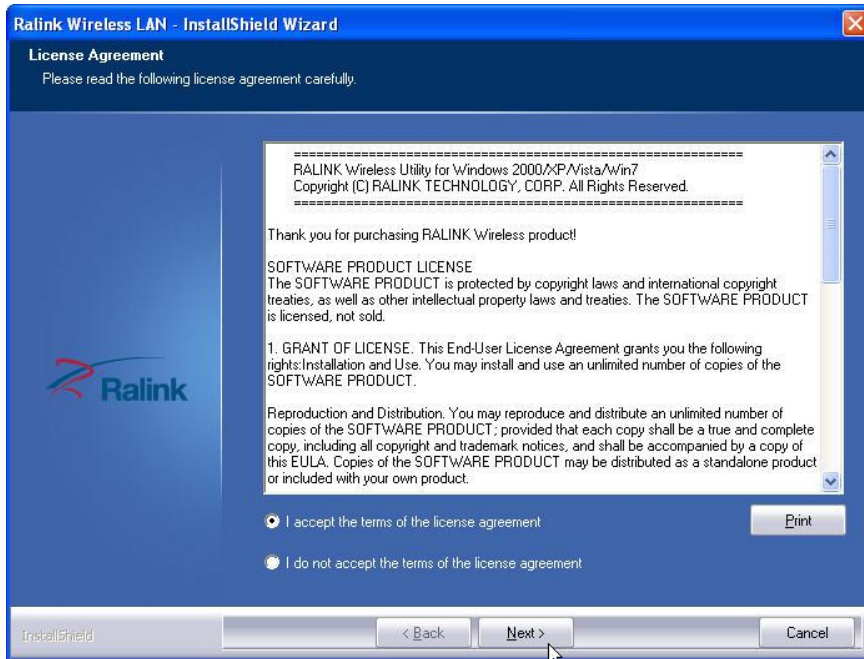 Ralink Wireless LAN - InstallShield Wizard
License Agreement
Please read the following license agreement carefully.
============================================================
RALINK Wireless Utility for Windows 2000/XP/Vista/Win7
Copyright (C) RALINK TECHNOLOGY, CORP. All Rights Reserved.
============================================================
Thank you for purchasing RALINK Wireless product!
SOFTWARE PRODUCT LICENSE
The SOFTWARE PRODUCT is protected by copyright laws and international copyright
treaties, as well as other intellectual property laws and treaties. The SOFTWARE PRODUCT
is licensed, not sold.
1. GRANT OF LICENSE. This End-User License Agreement grants you the following
rights:Installation and Use. You may install and use an unlimited number of copies of the
SOFTWARE PRODUCT.
Reproduction and Distribution. You may reproduce and distribute an unlimited number of
copies of the SOFTWARE PRODUCT; provided that each copy shall be a true and complete
copy, including all copyright and trademark notices, and shall be accompanied by a copy of
this EULA. Copies of the SOFTWARE PRODUCT may be distributed as a standalone product
or included with your own product.
Ralink
I accept the terms of the license agreement
Print
I do not accept the terms of the license agreement
InstallShield
< Back
Next >
Cancel